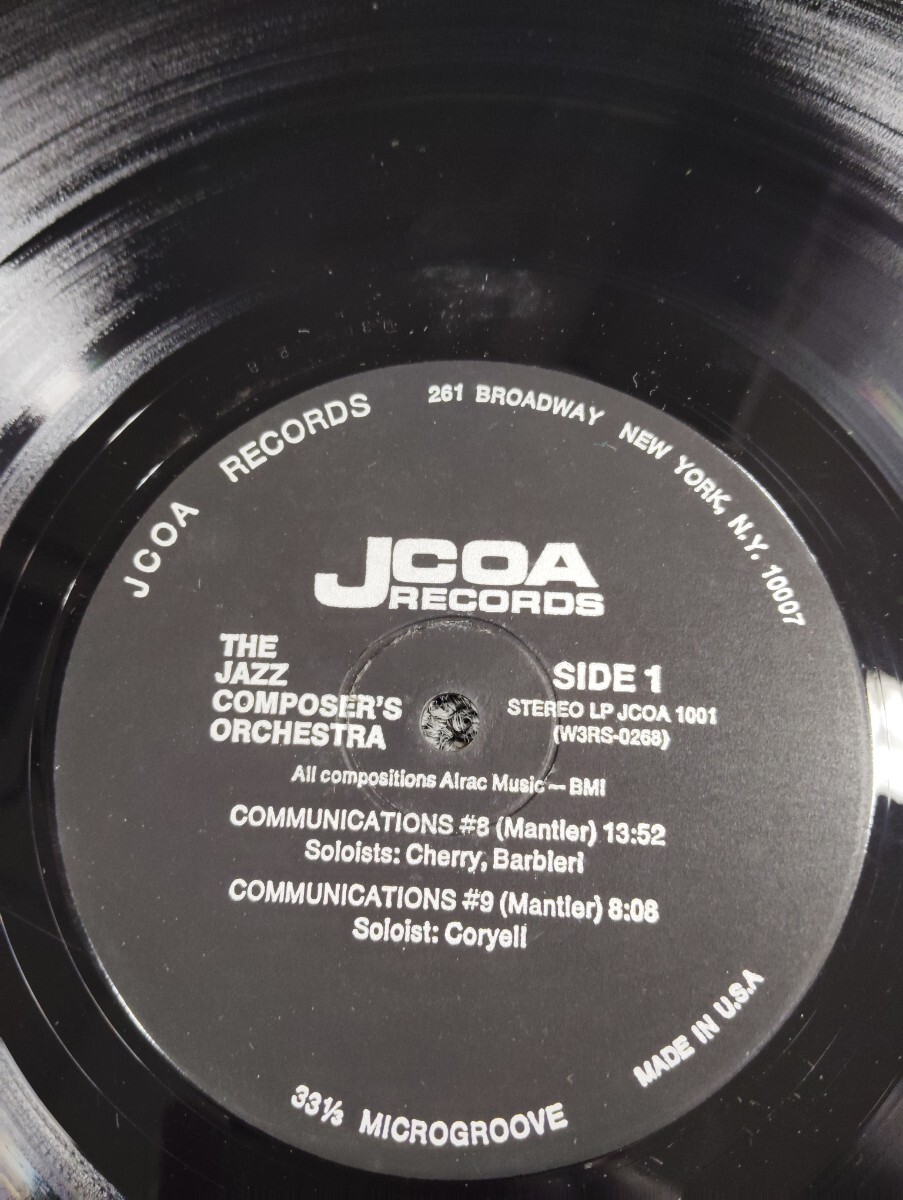 JCOA RECORDS 261 BROADWAY NEW YORK, N.Y. 10007
JCOA
RECORDS
THE
JAZZ
COMPOSER'S
ORCHESTRA
SIDE 1
STEREO LP JCOA 1001
(W3RS-0268)
All compositions Airac Music — BMI
COMMUNICATIONS #8 (Mantler) 13:52
Soloists: Cherry, Barbieri
COMMUNICATIONS #9 (Mantler) 8:08
Soloist: Coryell
33⅓ MICROGROOVE
MADE IN U.S.A